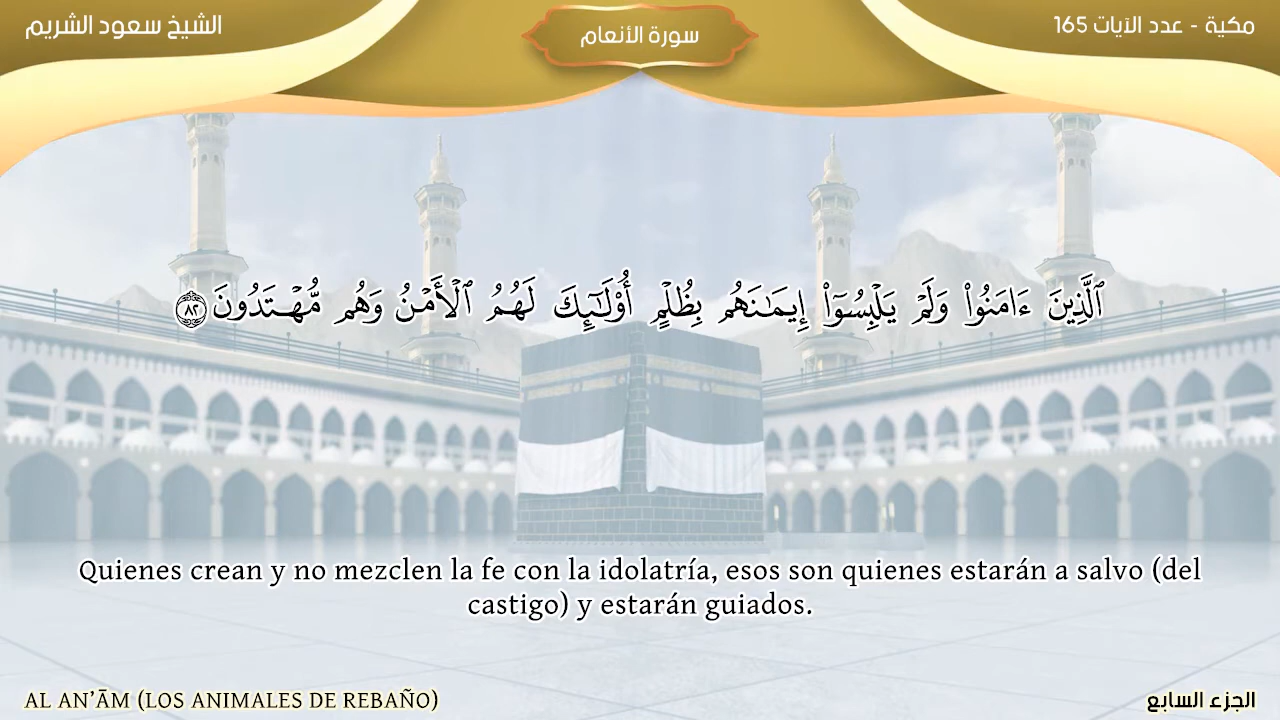 مكية - عدد الآيات 165
سورة الأنعام
الشيخ سعود الشريم
ٱلَّذِينَ ءَامَنُوا۟ وَلَمْ يَلْبِسُوٓا۟ إِيمَـٰنَهُم بِظُلْمٍ أُو۟لَـٰٓئِكَ لَهُمُ ٱلْأَمْنُ وَهُم مُّهْتَدُونَ ٨٢
Quienes crean y no mezclen la fe con la idolatría, esos son quienes estarán a salvo (del
castigo) y estarán guiados.
AL AN’ĀM (LOS ANIMALES DE REBAÑO)
الجزء السابع